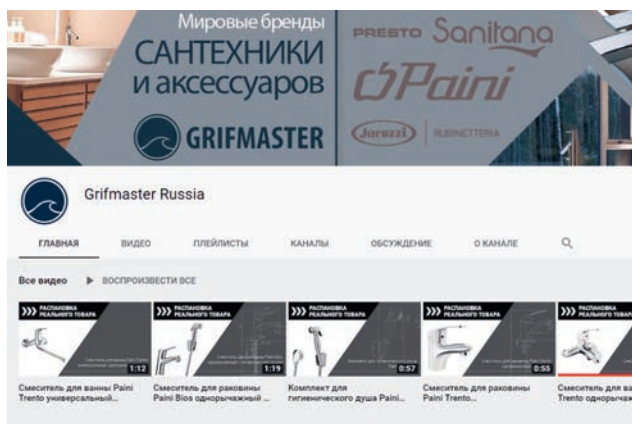 Мировые бренды
САНТЕХНИКИ
и аксессуаров
GRIFMASTER
PRESTO Sanitana
Paini
Jaruzzi RUBINETTERIA
Grifmaster Russia
ГЛАВНАЯ ВИДЕО ПЛЕЙЛИСТЫ КАНАЛЫ ОБСУЖДЕНИЕ О КАНАЛЕ
Все видео ВОСПРОИЗВЕСТИ ВСЕ
РАСПАКОВКА
РЕАЛЬНОГО ТОВАРА
1:12
Смеситель для ванны Paini
Trento универсальный...
РАСПАКОВКА
РЕАЛЬНОГО ТОВАРА
1:19
Смеситель для раковины
Paini Bios однорычажный ...
РАСПАКОВКА
РЕАЛЬНОГО ТОВАРА
0:57
Комплект для
гигиенического душа Paini...
РАСПАКОВКА
РЕАЛЬНОГО ТОВАРА
0:55
Смеситель для раковины
Paini Trento...
РАСПАКОВКА
РЕАЛЬНОГО ТОВАРА
Смеситель для ва
Trento однорычаж